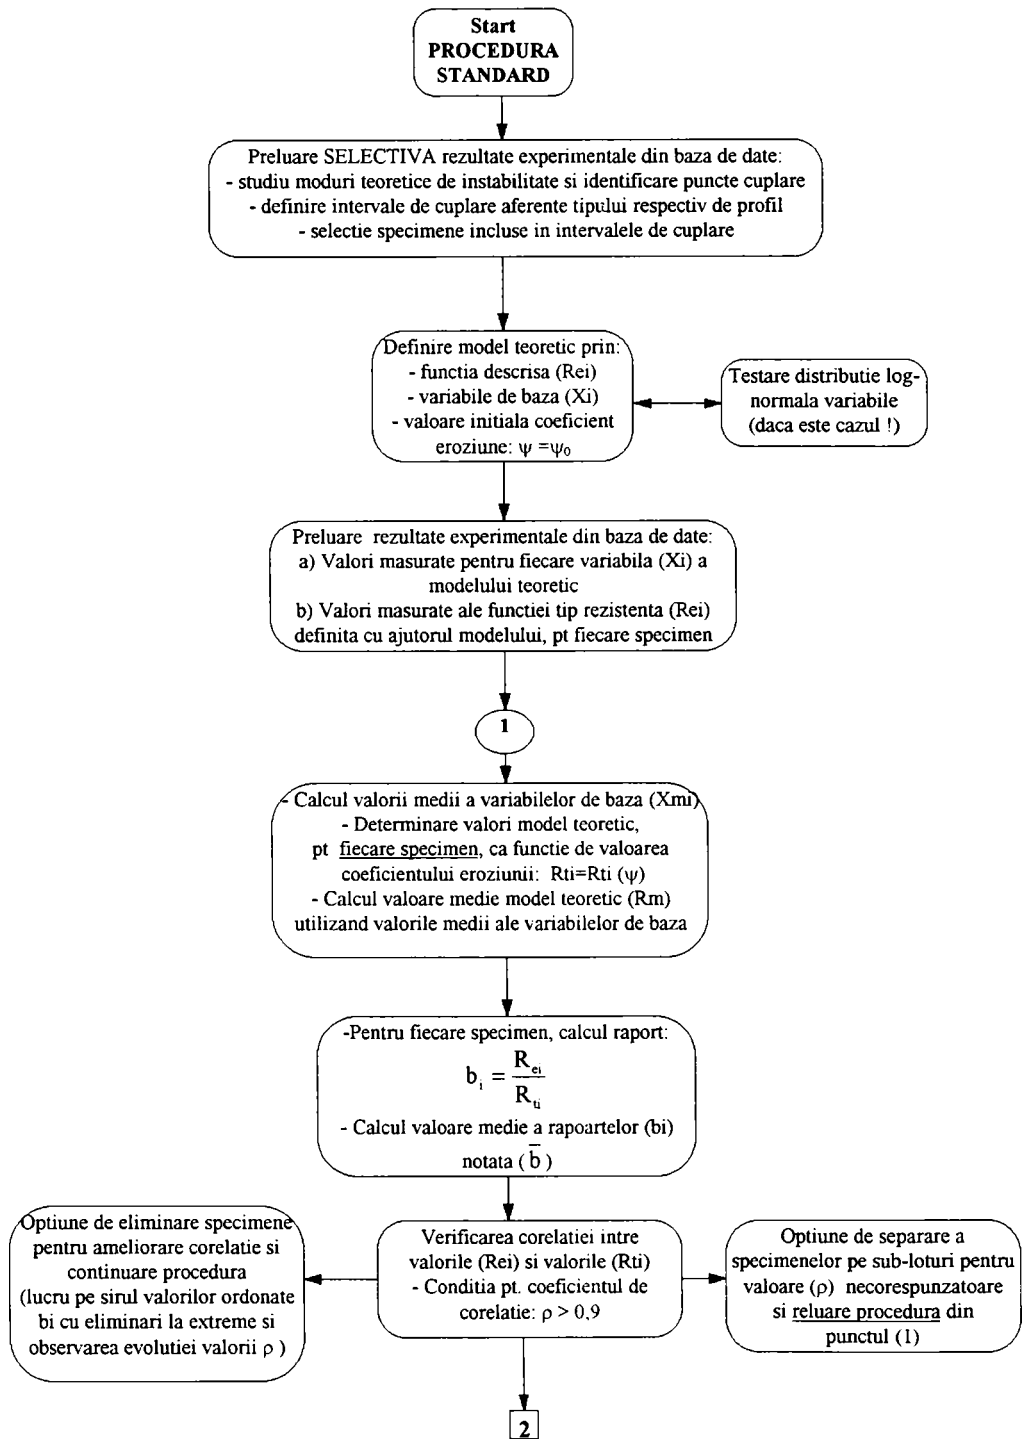 Start
PROCEDURA
STANDARD
Preluare SELECTIVA rezultate experimentale din baza de date:
- studiu moduri teoretice de instabilitate si identificare puncte cuplare
- definire intervale de cuplare aferente tipului respectiv de profil
- selectie specimene incluse in intervalele de cuplare
Definire model teoretic prin:
- functia descrisa (Rei)
- variabile de baza (Xi)
- valoare initiala coeficient
eroziune: ψ =ψ₀
Testare distributie log-
normala variabile
(daca este cazul !)
Preluare rezultate experimentale din baza de date:
a) Valori masurate pentru fiecare variabila (Xi) a
modelului teoretic
b) Valori masurate ale functiei tip rezistenta (Rei)
definita cu ajutorul modelului, pt fiecare specimen
1
- Calcul valorii medii a variabilelor de baza (Xmi)
- Determinare valori model teoretic,
pt fiecare specimen, ca functie de valoarea
coeficientului eroziunii: Rti=Rti (ψ)
- Calcul valoare medie model teoretic (Rm)
utilizand valorile medii ale variabilelor de baza
-Pentru fiecare specimen, calcul raport:
b_i = R_ei / R_ti
- Calcul valoare medie a rapoartelor (bi)
notata ( b̄ )
Optiune de eliminare specimene
pentru ameliorare corelatie si
continuare procedura
(lucru pe sirul valorilor ordonate
bi cu eliminari la extreme si
observarea evolutiei valorii ρ )
Verificarea corelatiei intre
valorile (Rei) si valorile (Rti)
- Conditia pt. coeficientul de
corelatie: ρ > 0,9
Optiune de separare a
specimenelor pe sub-loturi pentru
valoare (ρ) necorespunzatoare
si reluare procedura din
punctul (1)
2